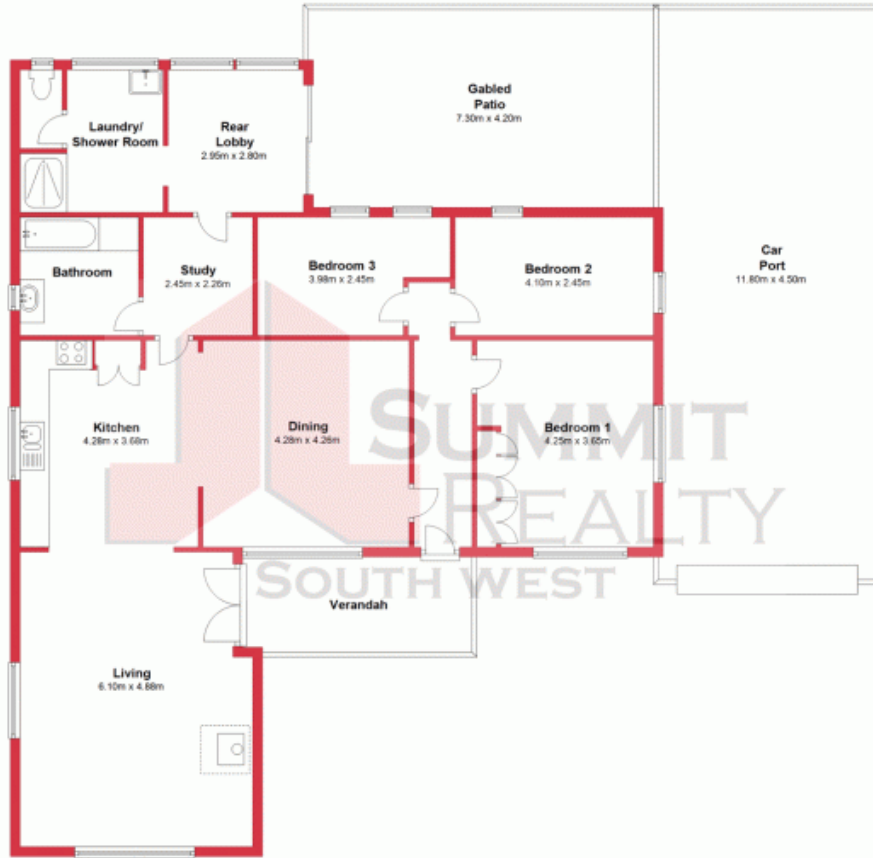 Gabled
Patio
7.30m x 4.20m
Laundry/
Shower Room
Rear
Lobby
2.95m x 2.80m
Car
Port
11.80m x 4.50m
Bathroom
Study
2.45m x 2.26m
Bedroom 3
3.98m x 2.45m
Bedroom 2
4.10m x 2.45m
Kitchen
4.28m x 3.68m
Dining
4.28m x 4.26m
Bedroom 1
4.25m x 3.65m
SUMMIT
REALTY
SOUTH WEST
Verandah
Living
6.10m x 4.88m